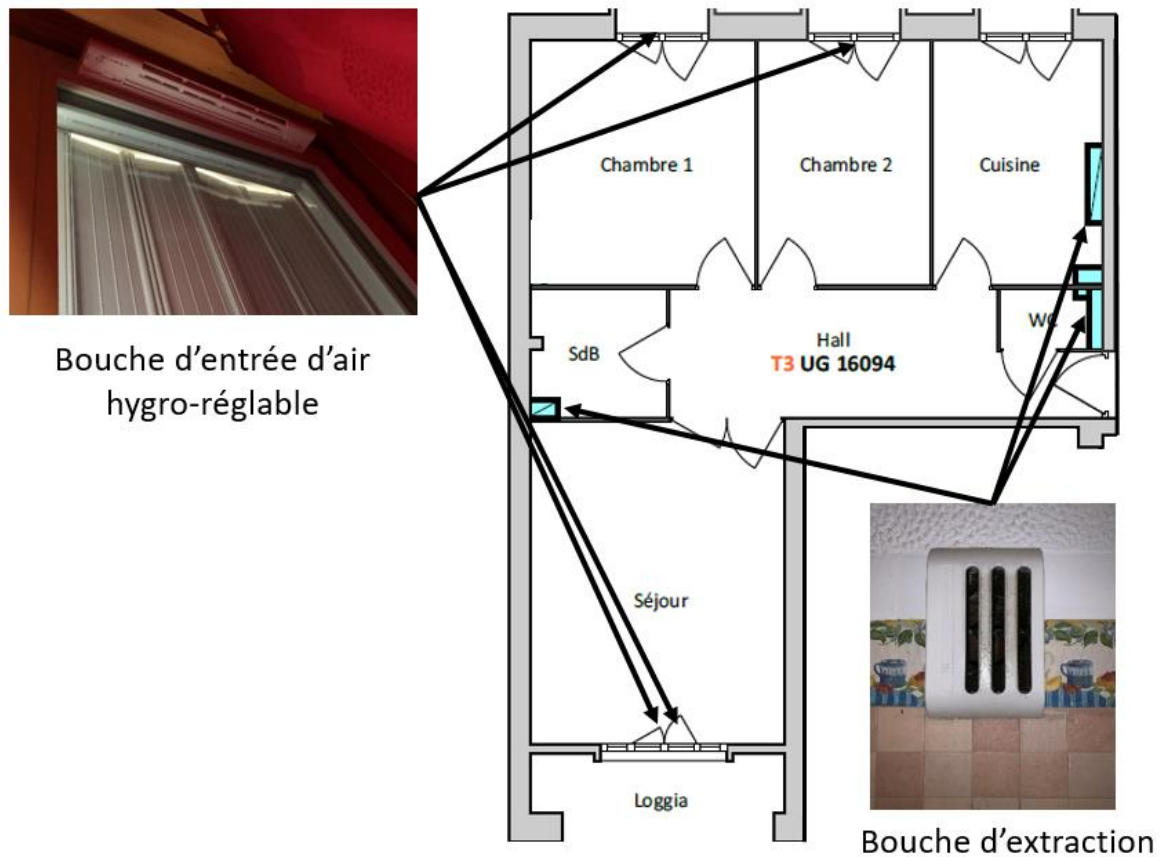 Chambre 1
Chambre 2
Cuisine
Bouche d’entrée d’air
hygro-réglable
SdB
Hall
T3 UG 16094
WC
Séjour
Loggia
Bouche d’extraction